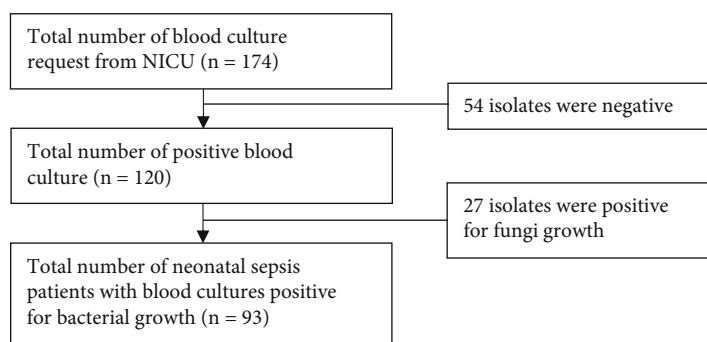 Total number of blood culture
request from NICU (n = 174)
54 isolates were negative
Total number of positive blood
culture (n = 120)
27 isolates were positive
for fungi growth
Total number of neonatal sepsis
patients with blood cultures positive
for bacterial growth (n = 93)